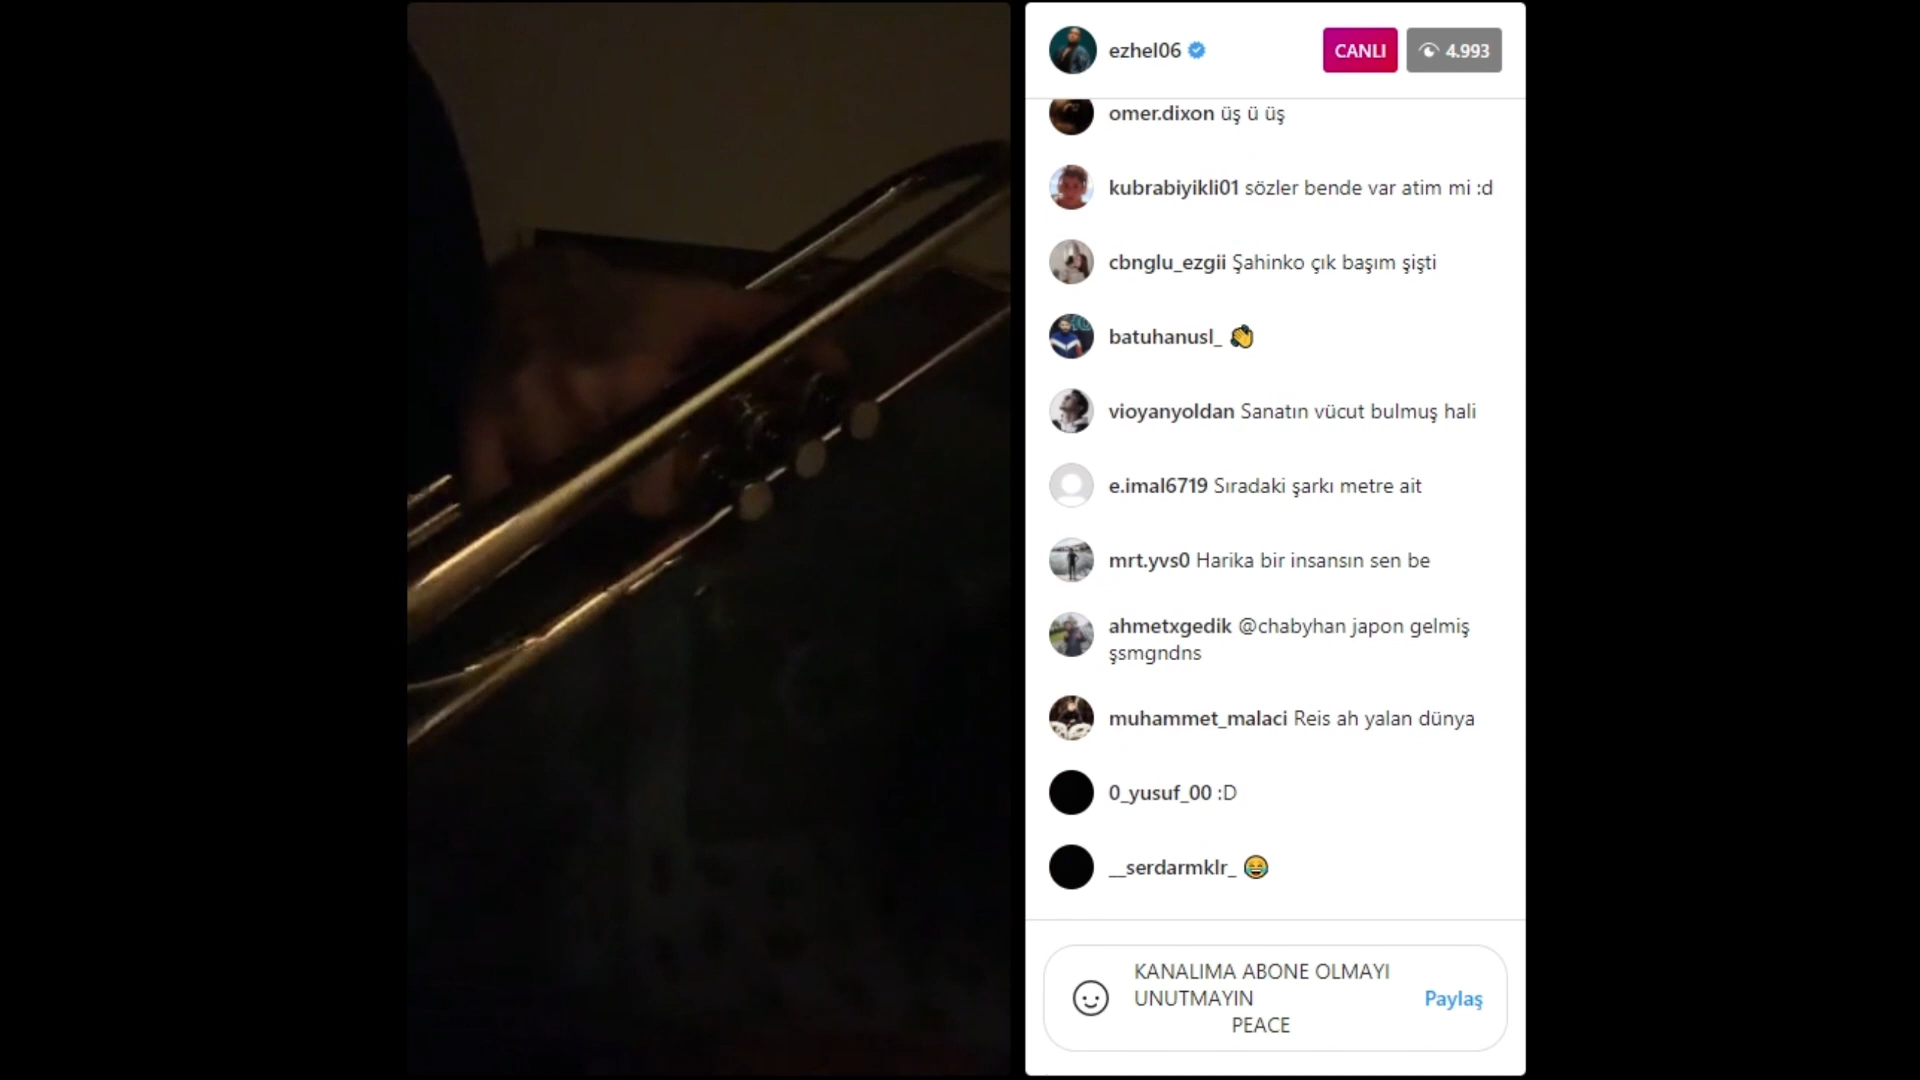 ezhel06
CANLI
4.993
omer.dixon üş ü üş
kubrabiyikli01 sözler bende var atim mi :d
cbnglu_ezgii Şahinko çık başım şişti
batuhanusl_ 👏
vioyanyoldan Sanatın vücut bulmuş hali
e.imal6719 Sıradaki şarkı metre ait
mrt.yvs0 Harika bir insansın sen be
ahmetxgedik @chabyhan japon gelmiş
şsmgndns
muhammet_malaci Reis ah yalan dünya
0_yusuf_00 :D
__serdarmklr_ 😂
KANALIMA ABONE OLMAYI
UNUTMAYIN
PEACE
Paylaş